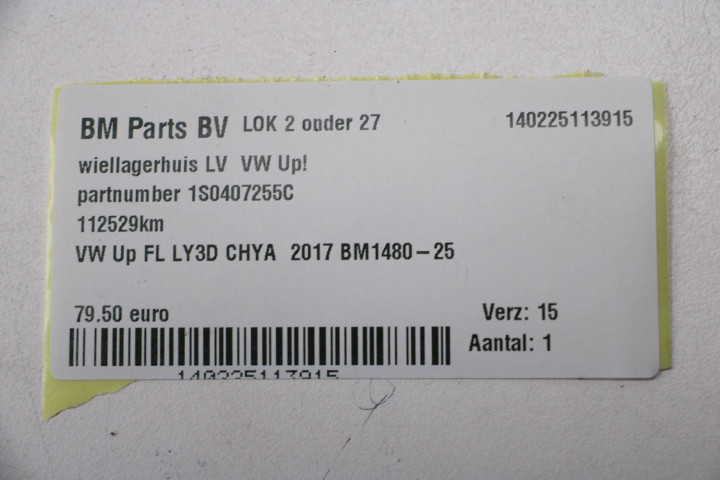 BM Parts BV LOK 2 onder 27 140225113915
wiellagerhuis LV VW Up!
partnumber 1S0407255C
112529km
VW Up FL LY3D CHYA 2017 BM1480-25
79.50 euro Verz: 15
Aantal: 1
140225113915